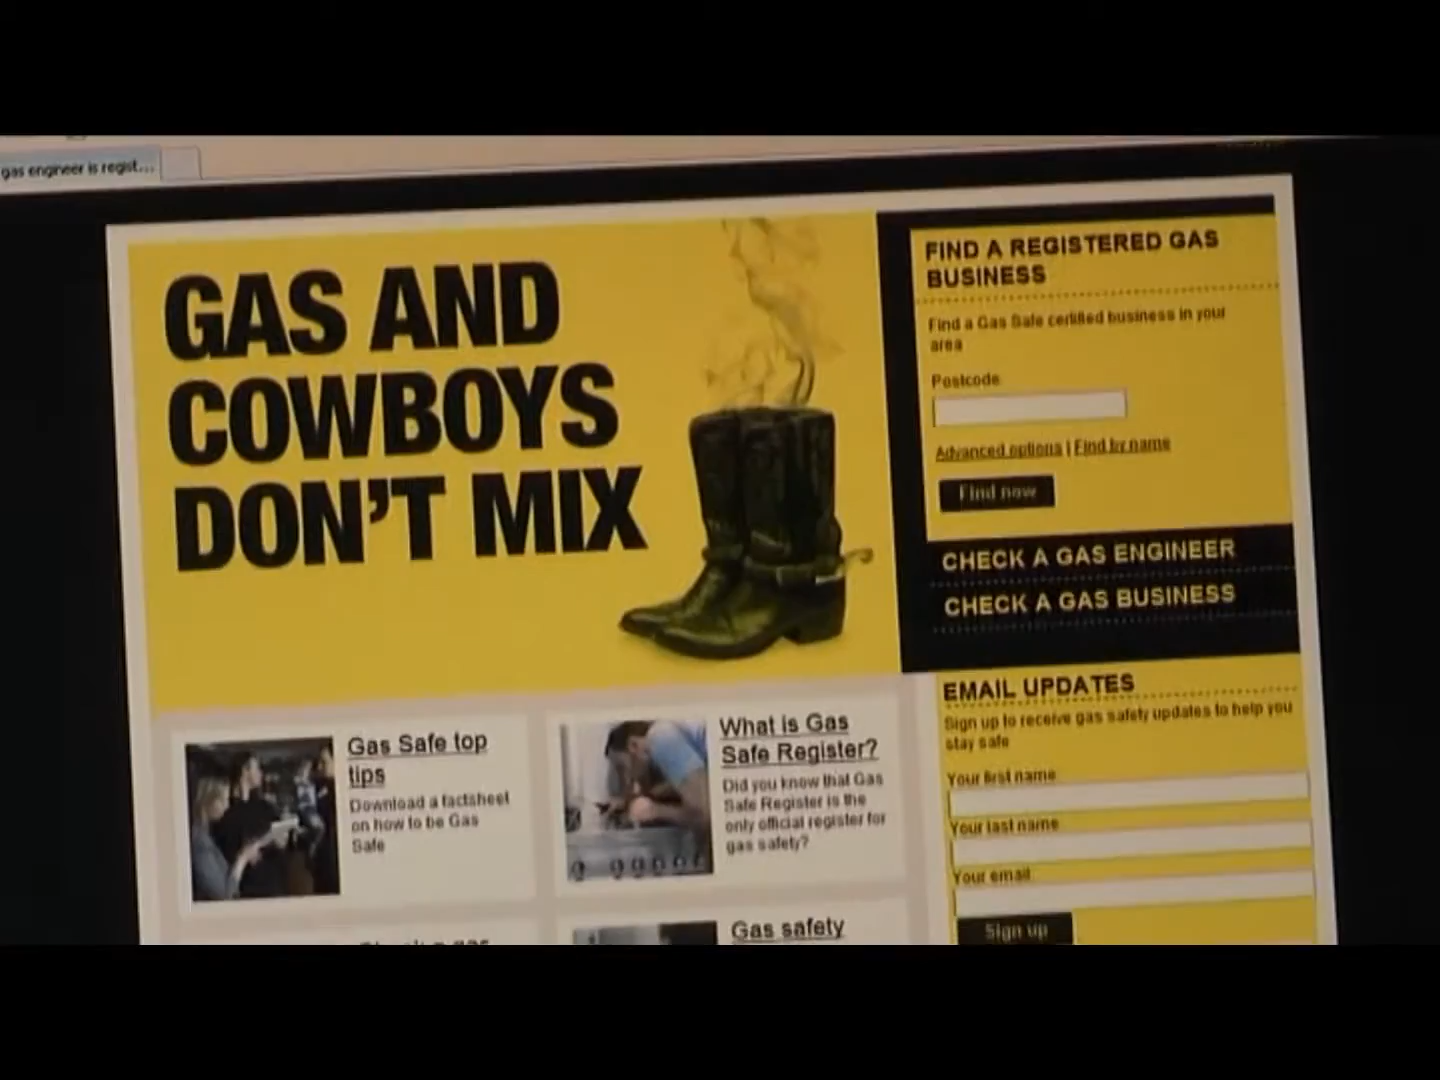 gas engineer is regist...
GAS AND
COWBOYS
DON'T MIX
FIND A REGISTERED GAS
BUSINESS
Find a Gas Safe certified business in your
area
Postcode
Advanced options | Find by name
Find now
CHECK A GAS ENGINEER
CHECK A GAS BUSINESS
EMAIL UPDATES
Sign up to receive gas safety updates to help you
stay safe
Your first name
Your last name
Your email
Sign up
Gas Safe top
tips
Download a factsheet
on how to be Gas
Safe
What is Gas
Safe Register?
Did you know that Gas
Safe Register is the
only official register for
gas safety?
Gas safety